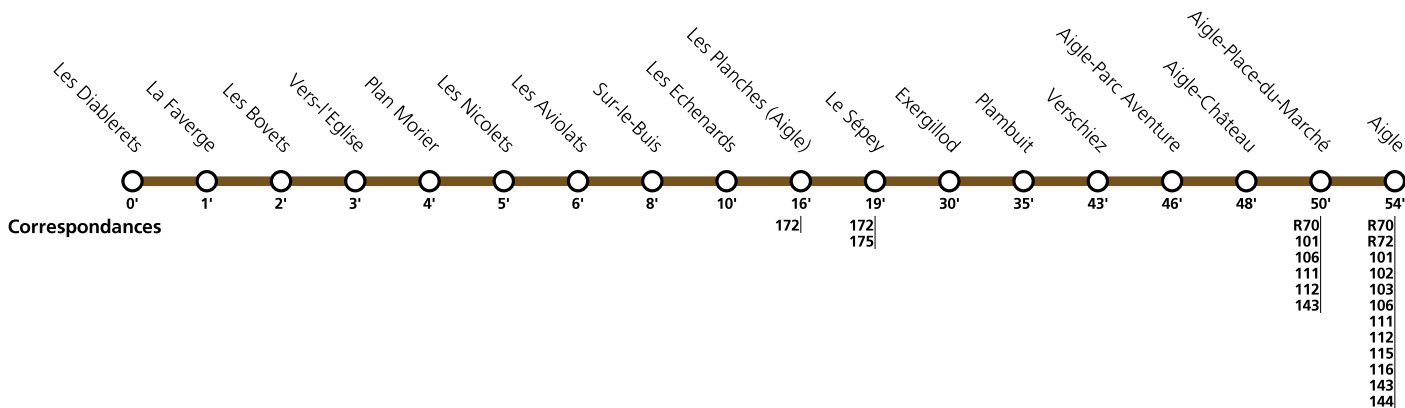 Les Diablerets
La Faverge
Les Bovets
Vers-l'Eglise
Plan Morier
Les Nicolets
Les Aviolats
Sur-le-Buis
Les Echenards
Les Planches (Aigle)
Le Sépey
Exergillod
Plambuit
Verschiez
Aigle-Parc Aventure
Aigle-Château
Aigle-Place-du-Marché
Aigle
0' 1' 2' 3' 4' 5' 6' 8' 10' 16' 19' 30' 35' 43' 46' 48' 50' 54'
Correspondances 172 172 R70 R70
175 101 R72
106 101
111 102
112 103
143 106
111
112
115
116
143
144